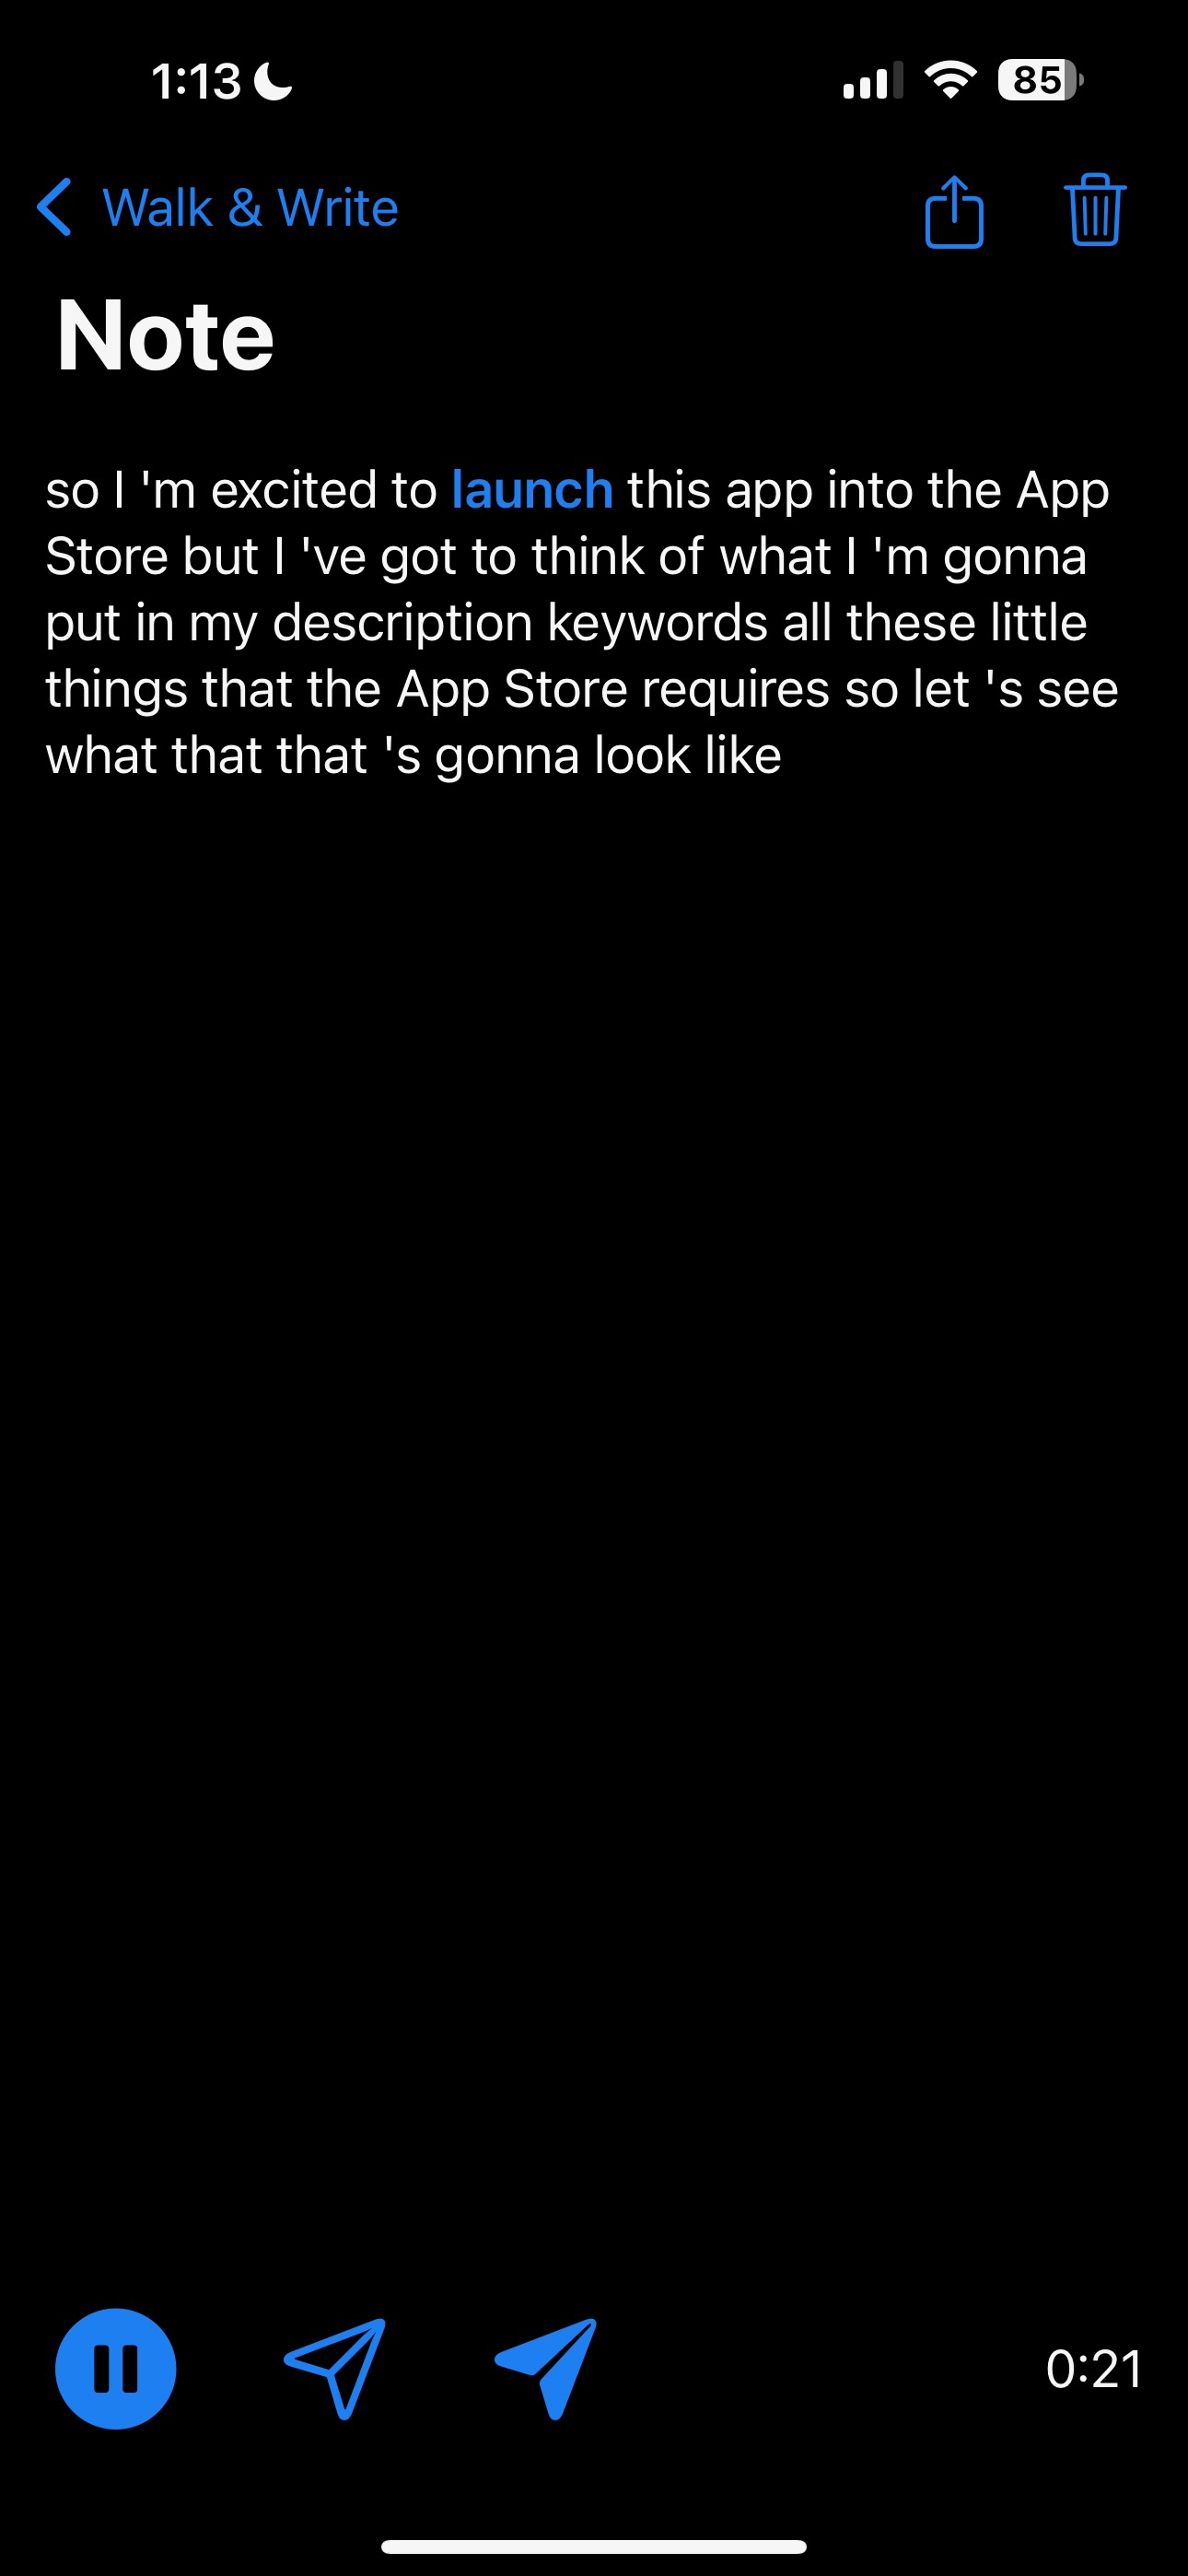 1:13
85
Walk & Write
Note
so I 'm excited to launch this app into the App
Store but I 've got to think of what I 'm gonna
put in my description keywords all these little
things that the App Store requires so let 's see
what that that 's gonna look like
0:21